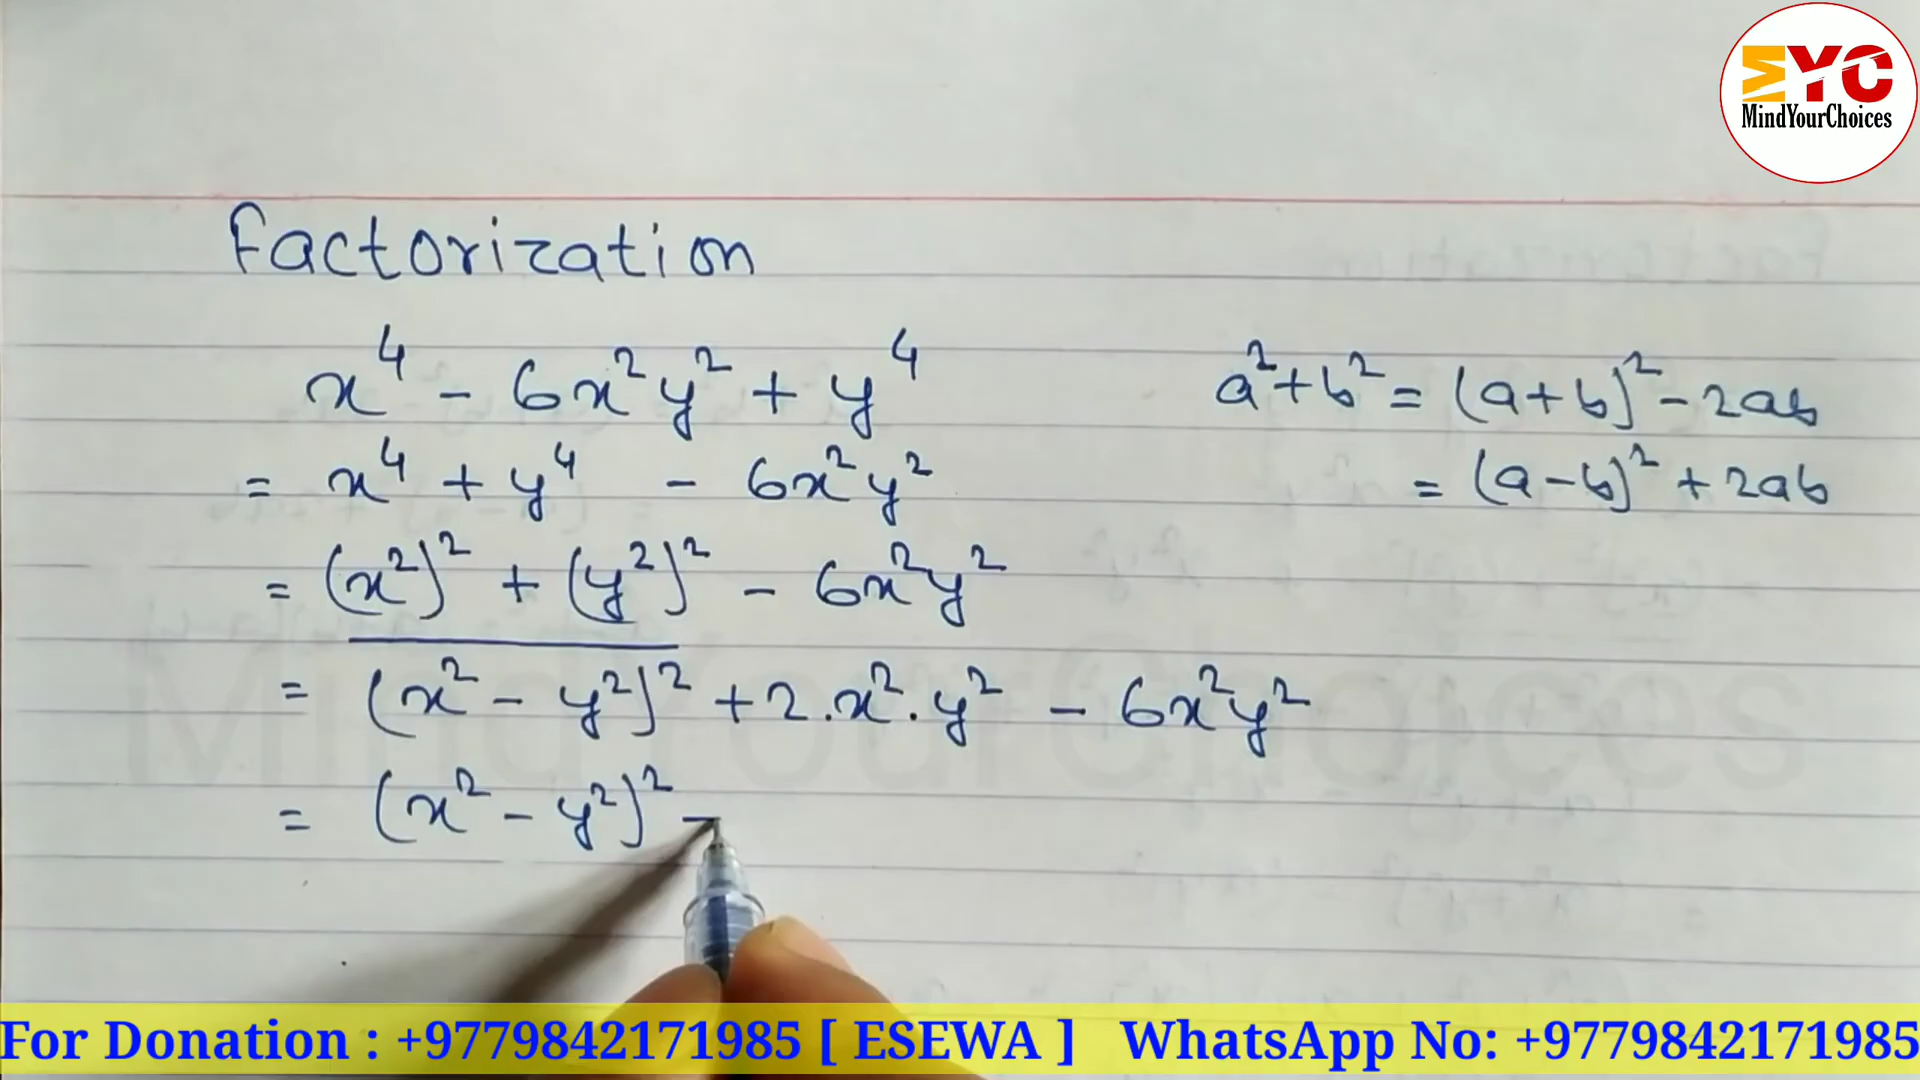 MYC
MindYourChoices
Factorization
x⁴ - 6x²y² + y⁴
= x⁴ + y⁴ - 6x²y²
= (x²)² + (y²)² - 6x²y²
= (x² - y²)² + 2.x².y² - 6x²y²
= (x² - y²)² -
a² + b² = (a+b)² - 2ab
= (a-b)² + 2ab
MindYourChoices
For Donation : +9779842171985 [ ESEWA ] WhatsApp No: +9779842171985